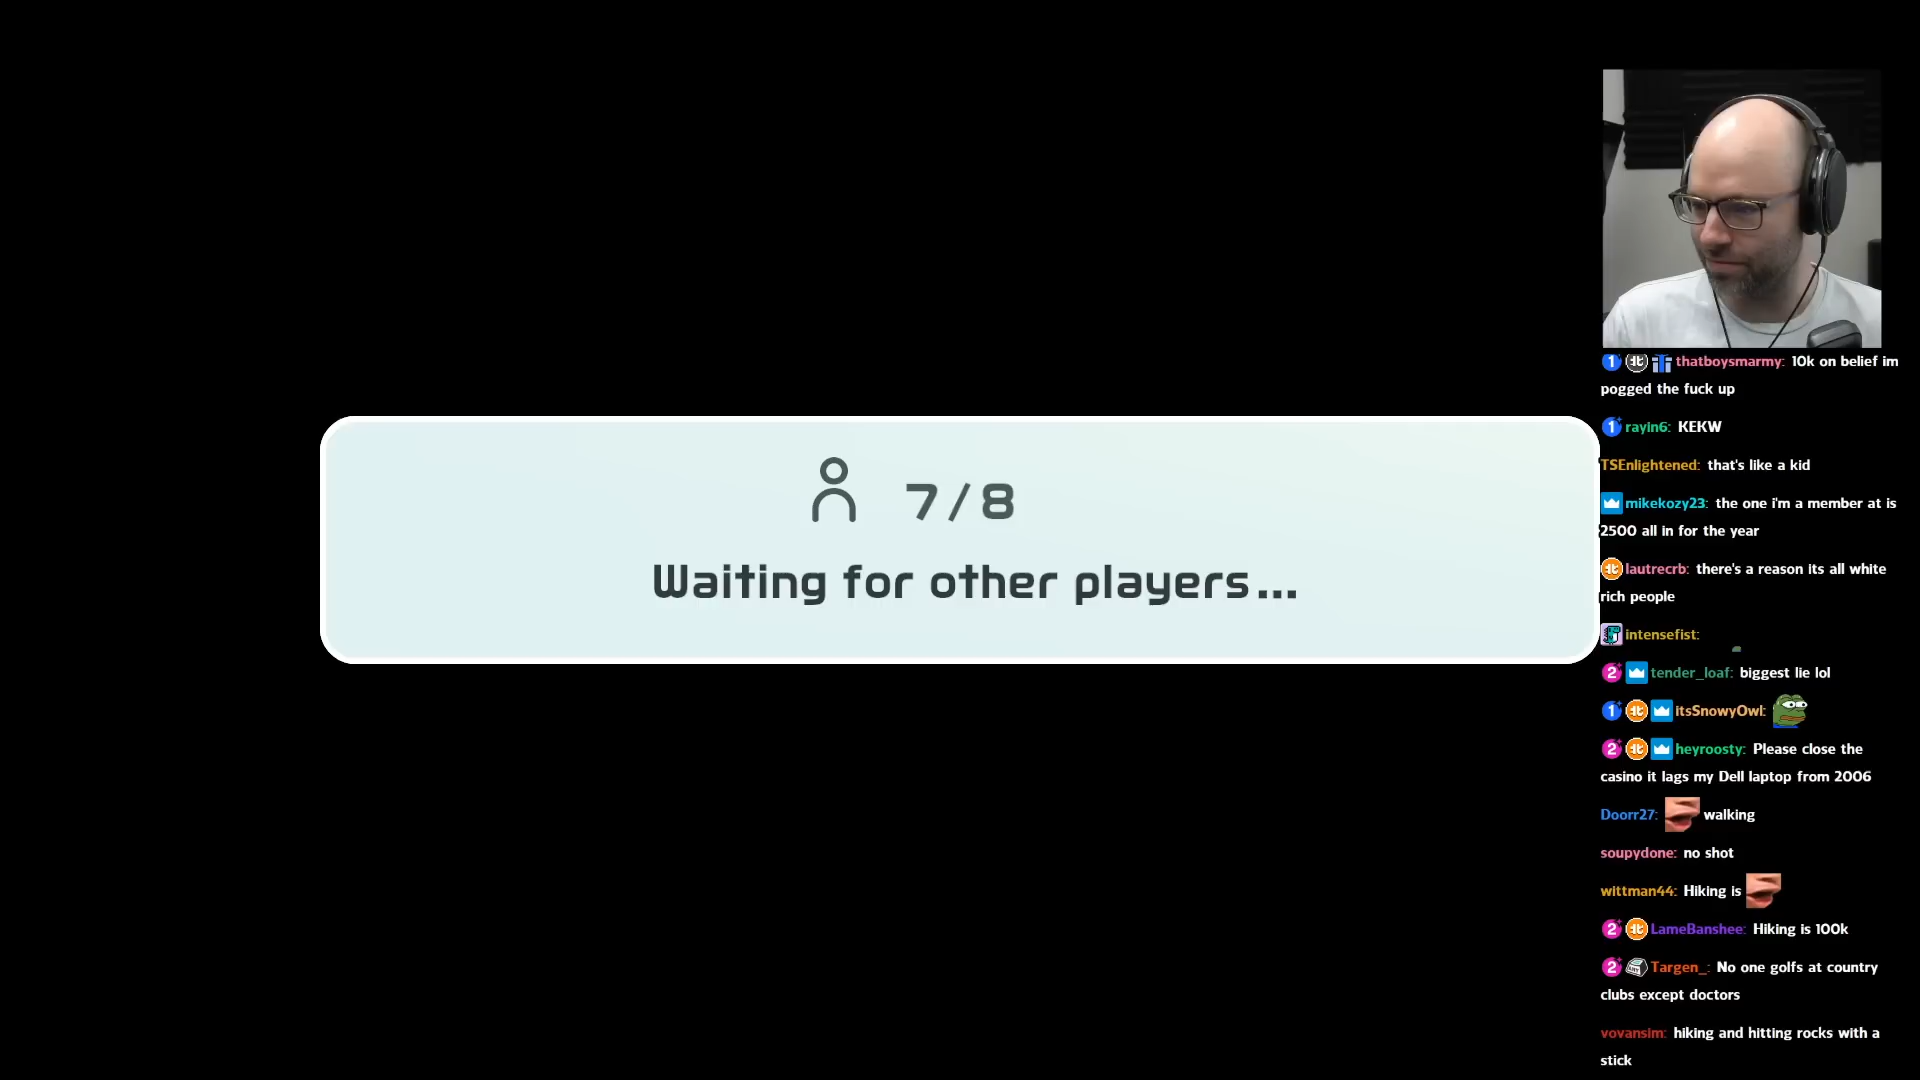 7/8
Waiting for other players...
thatboysmarmy: 10k on belief im
pogged the fuck up
rayin6: KEKW
TSEnlightened: that's like a kid
mikekozy23: the one i'm a member at is
2500 all in for the year
lautrecrb: there's a reason its all white
rich people
intensefist:
tender_loaf: biggest lie lol
itsSnowyOwl:
heyroosty: Please close the
casino it lags my Dell laptop from 2006
Doorr27: walking
soupydone: no shot
wittman44: Hiking is
LameBanshee: Hiking is 100k
Targen_: No one golfs at country
clubs except doctors
vovansim: hiking and hitting rocks with a
stick